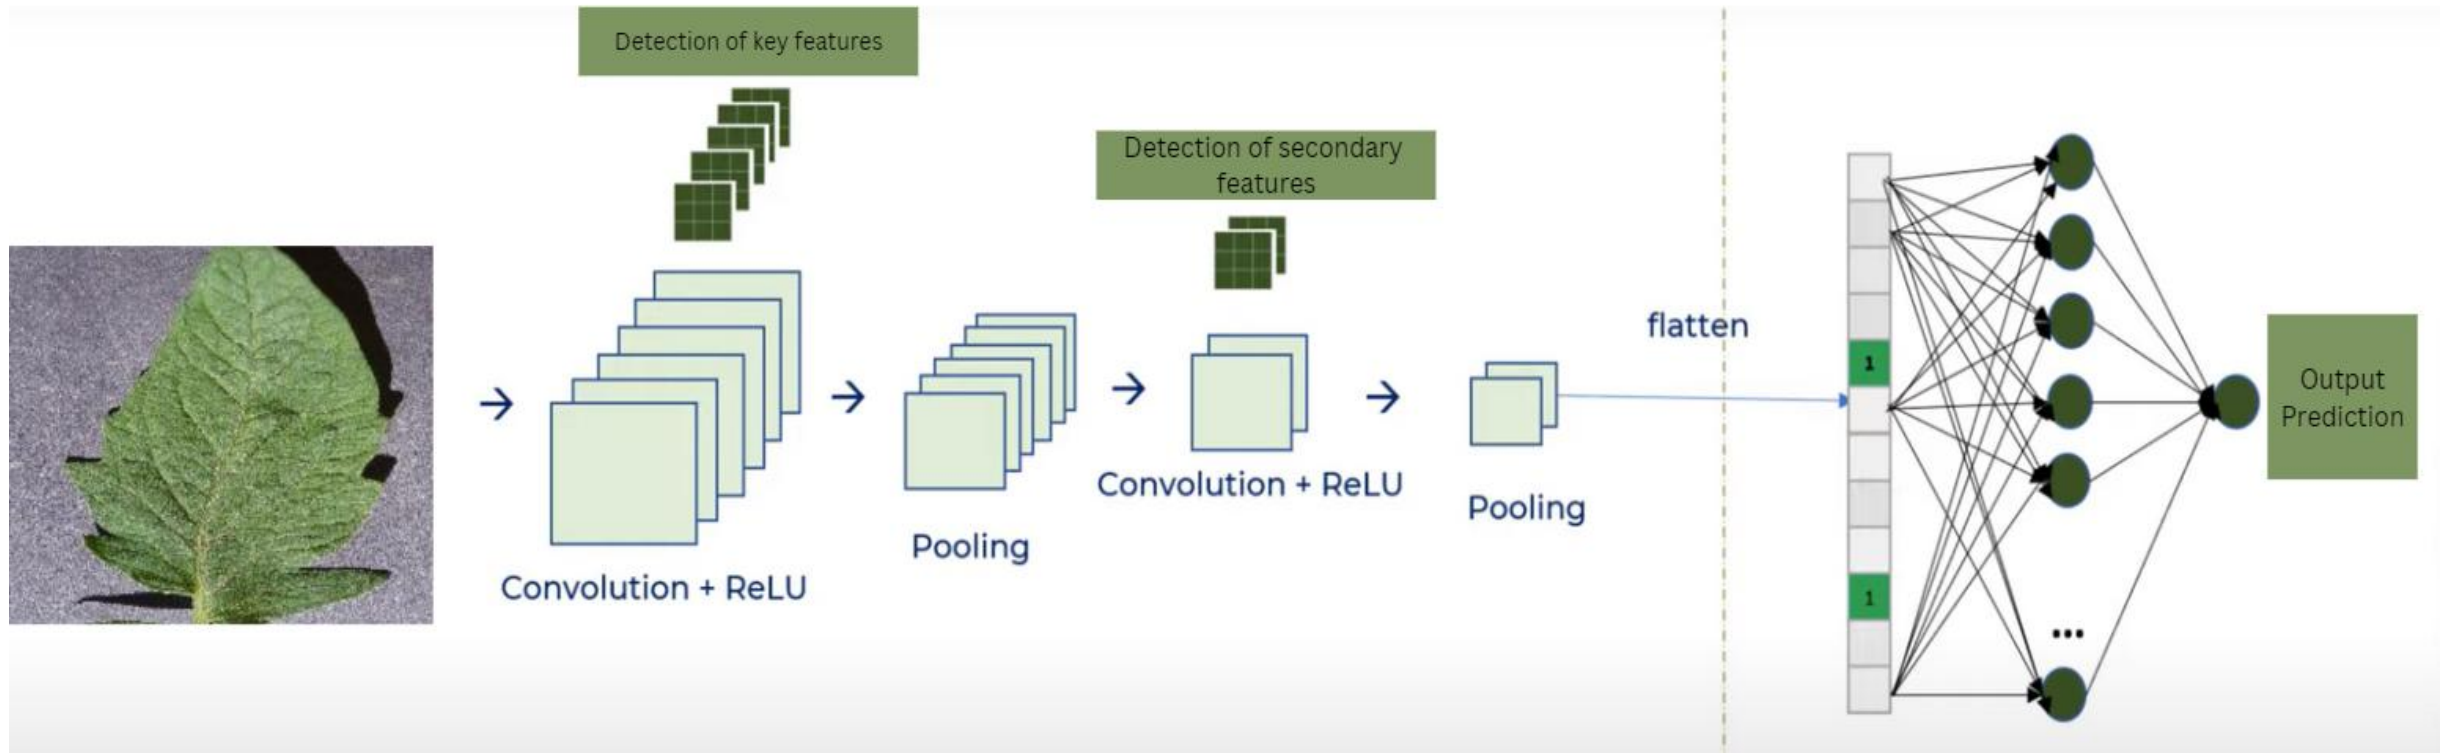 Detection of key features
Detection of secondary
features
flatten
1
1
Output
Prediction
Convolution + ReLU
Pooling
Convolution + ReLU
Pooling
...